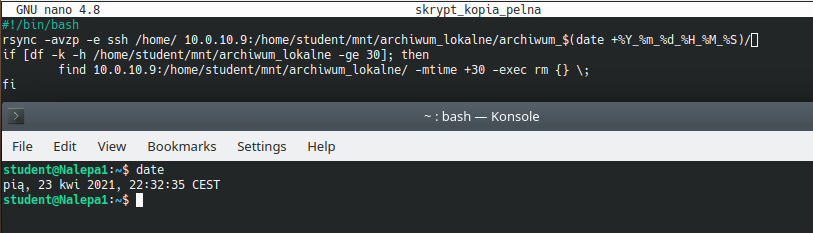 GNU nano 4.8 skrypt_kopia_pelna
#!/bin/bash
rsync -avzp -e ssh /home/ 10.0.10.9:/home/student/mnt/archiwum_lokalne/archiwum_$(date +%Y_%m_%d_%H_%M_%S)/
if [df -k -h /home/student/mnt/archiwum_lokalne -ge 30]; then
        find 10.0.10.9:/home/student/mnt/archiwum_lokalne/ -mtime +30 -exec rm {} \;
fi
~ : bash — Konsole
File Edit View Bookmarks Settings Help
student@Nalepa1:~$ date
pią, 23 kwi 2021, 22:32:35 CEST
student@Nalepa1:~$